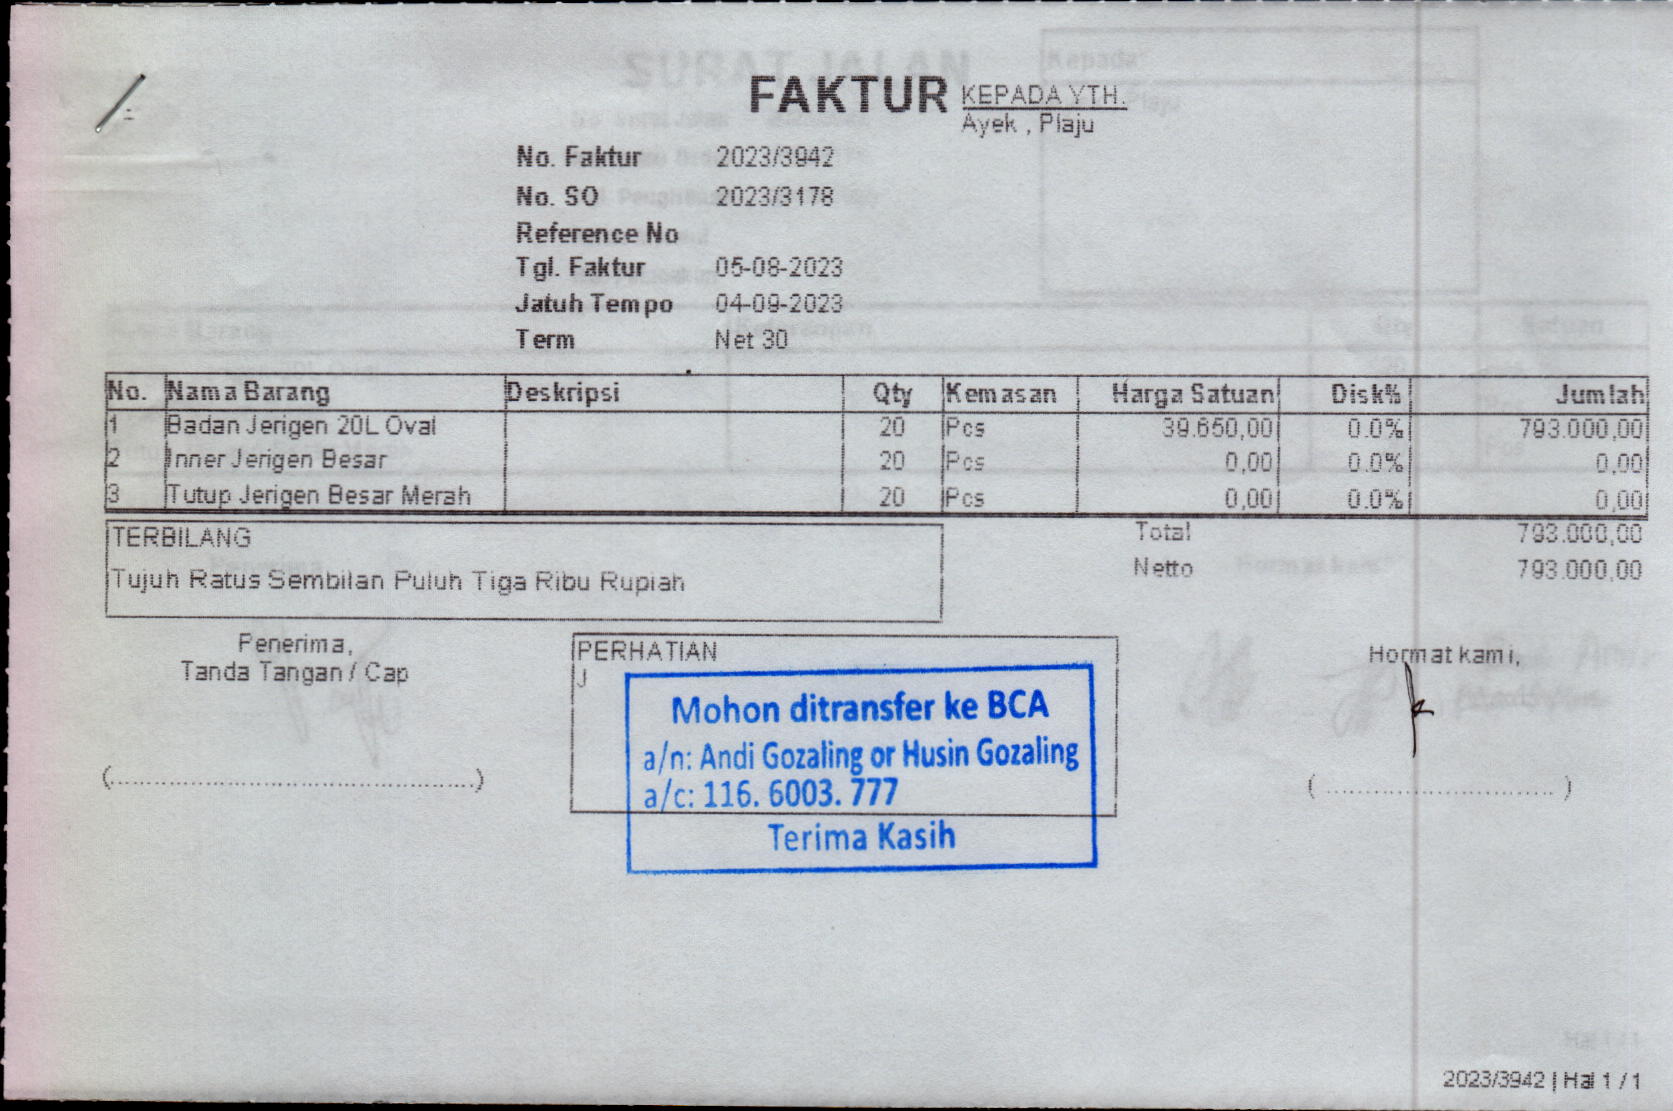 FAKTUR
KEPADA YTH.
Ayek , Plaju
No. Faktur 2023/3942
No. SO 2023/3178
Reference No
Tgl. Faktur 05-08-2023
Jatuh Tempo 04-09-2023
Term Net 30
No. Nama Barang Deskripsi Qty Kemasan Harga Satuan Disk% Jumlah
1 Badan Jerigen 20L Oval 20 Pcs 39.650,00 0.0% 793.000,00
2 Inner Jerigen Besar 20 Pcs 0,00 0.0% 0,00
3 Tutup Jerigen Besar Merah 20 Pcs 0,00 0.0% 0,00
TERBILANG
Tujuh Ratus Sembilan Puluh Tiga Ribu Rupiah
Total 793.000,00
Netto 793.000,00
Penerima,
Tanda Tangan / Cap
(..............................................)
PERHATIAN
J
Mohon ditransfer ke BCA
a/n: Andi Gozaling or Husin Gozaling
a/c: 116. 6003. 777
Terima Kasih
Hormat kami,
( ............................. )
2023/3942 | Hal 1 / 1